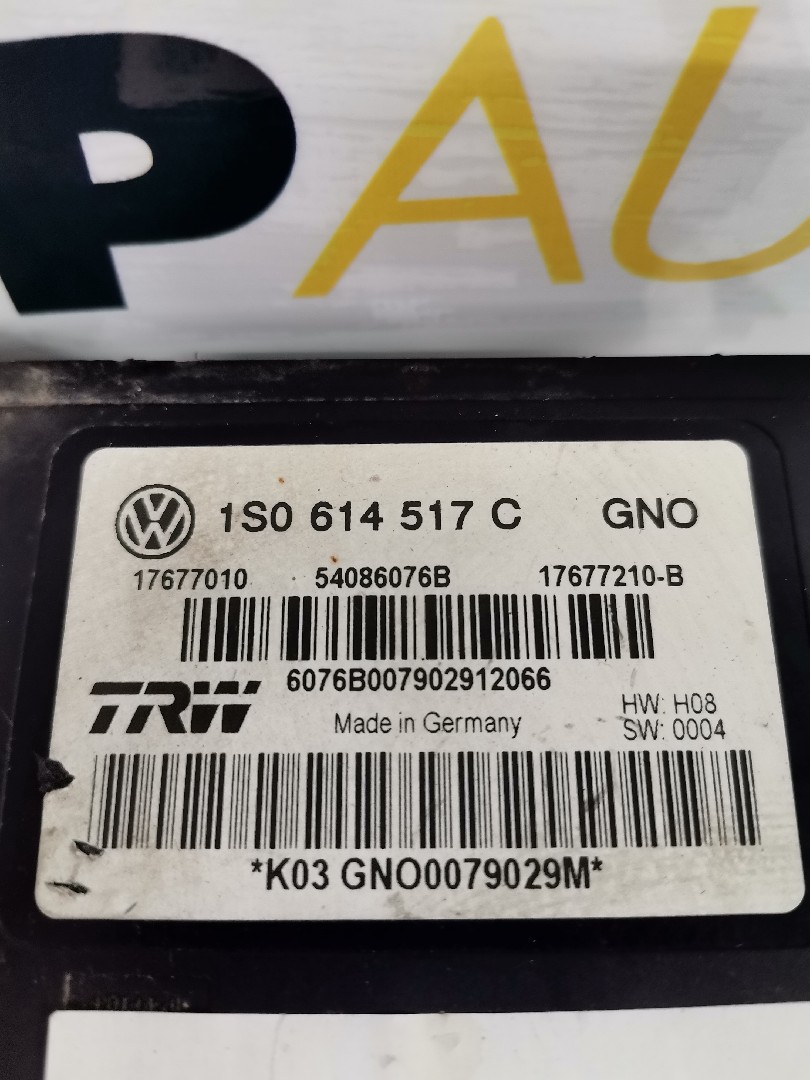 PAU
VW 1S0 614 517 C GNO
17677010 54086076B 17677210-B
6076B007902912066
TRW Made in Germany HW: H08
SW: 0004
*K03 GNO0079029M*